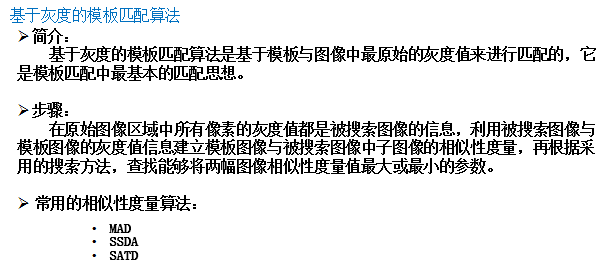 基于灰度的模板匹配算法
➢简介：
基于灰度的模板匹配算法是基于模板与图像中最原始的灰度值来进行匹配的，它
是模板匹配中最基本的匹配思想。
➢步骤：
在原始图像区域中所有像素的灰度值都是被搜索图像的信息，利用被搜索图像与
模板图像的灰度值信息建立模板图像与被搜索图像中子图像的相似性度量，再根据采
用的搜索方法，查找能够将两幅图像相似性度量值最大或最小的参数。
➢ 常用的相似性度量算法：
• MAD
• SSDA
• SATD